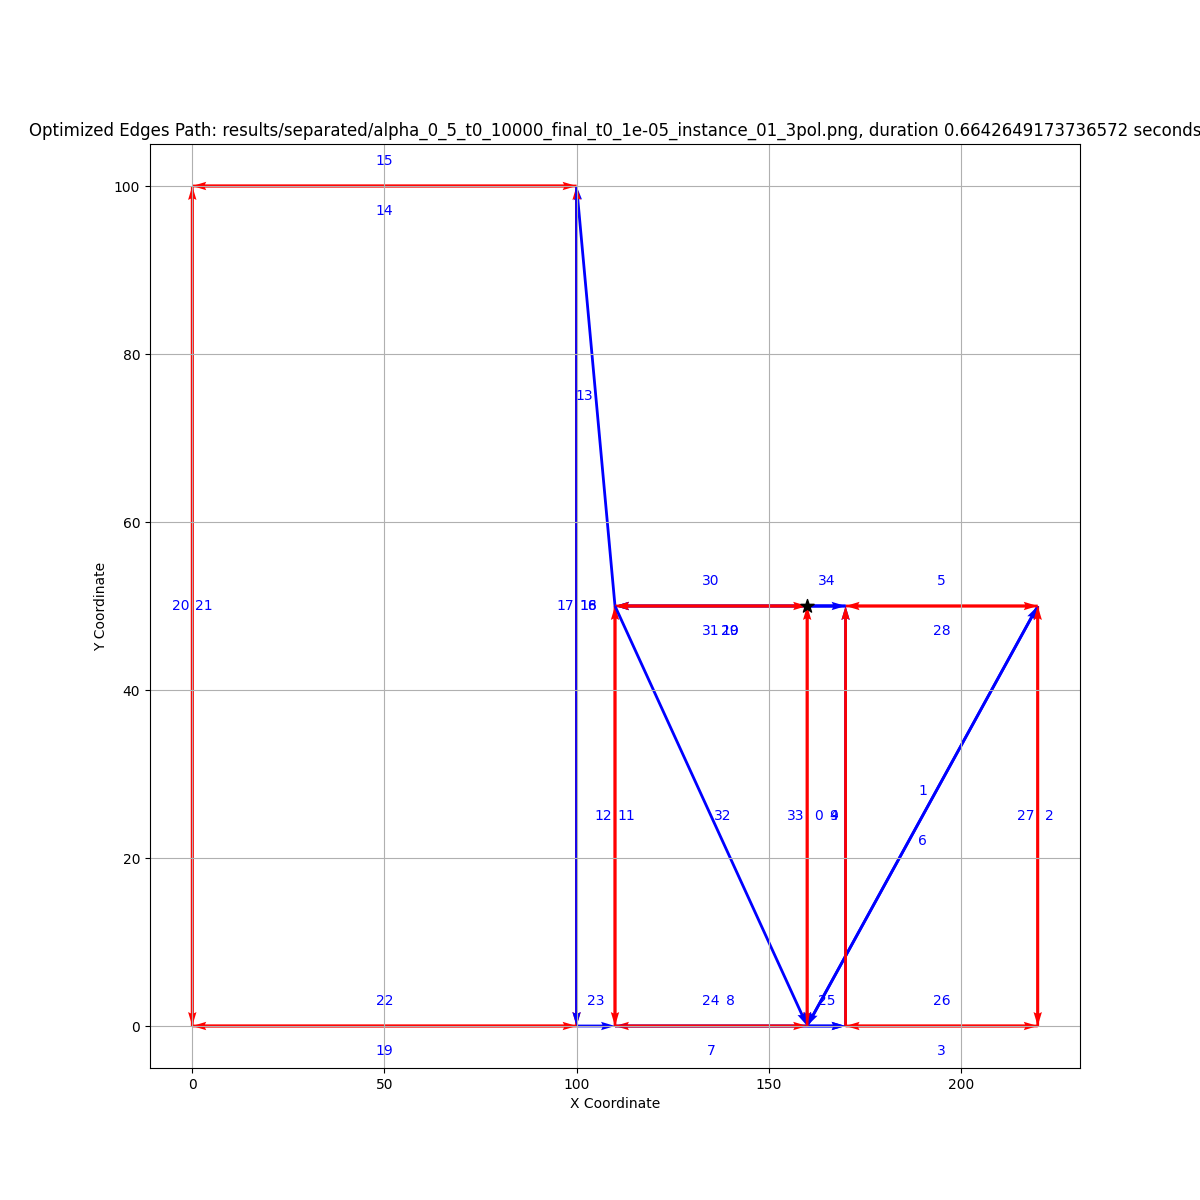 Optimized Edges Path: results/separated/alpha_0_5_t0_10000_final_t0_1e-05_instance_01_3pol.png, duration 0.6642649173736572 seconds
15
100
14
80
13
60
30 34 5
20 21 17 16
31 28
40
1
12 11 32 33 0 27 2
6
20
22 23 24 8 25 26
0
19 7 3
0 50 100 150 200
X Coordinate
Y Coordinate